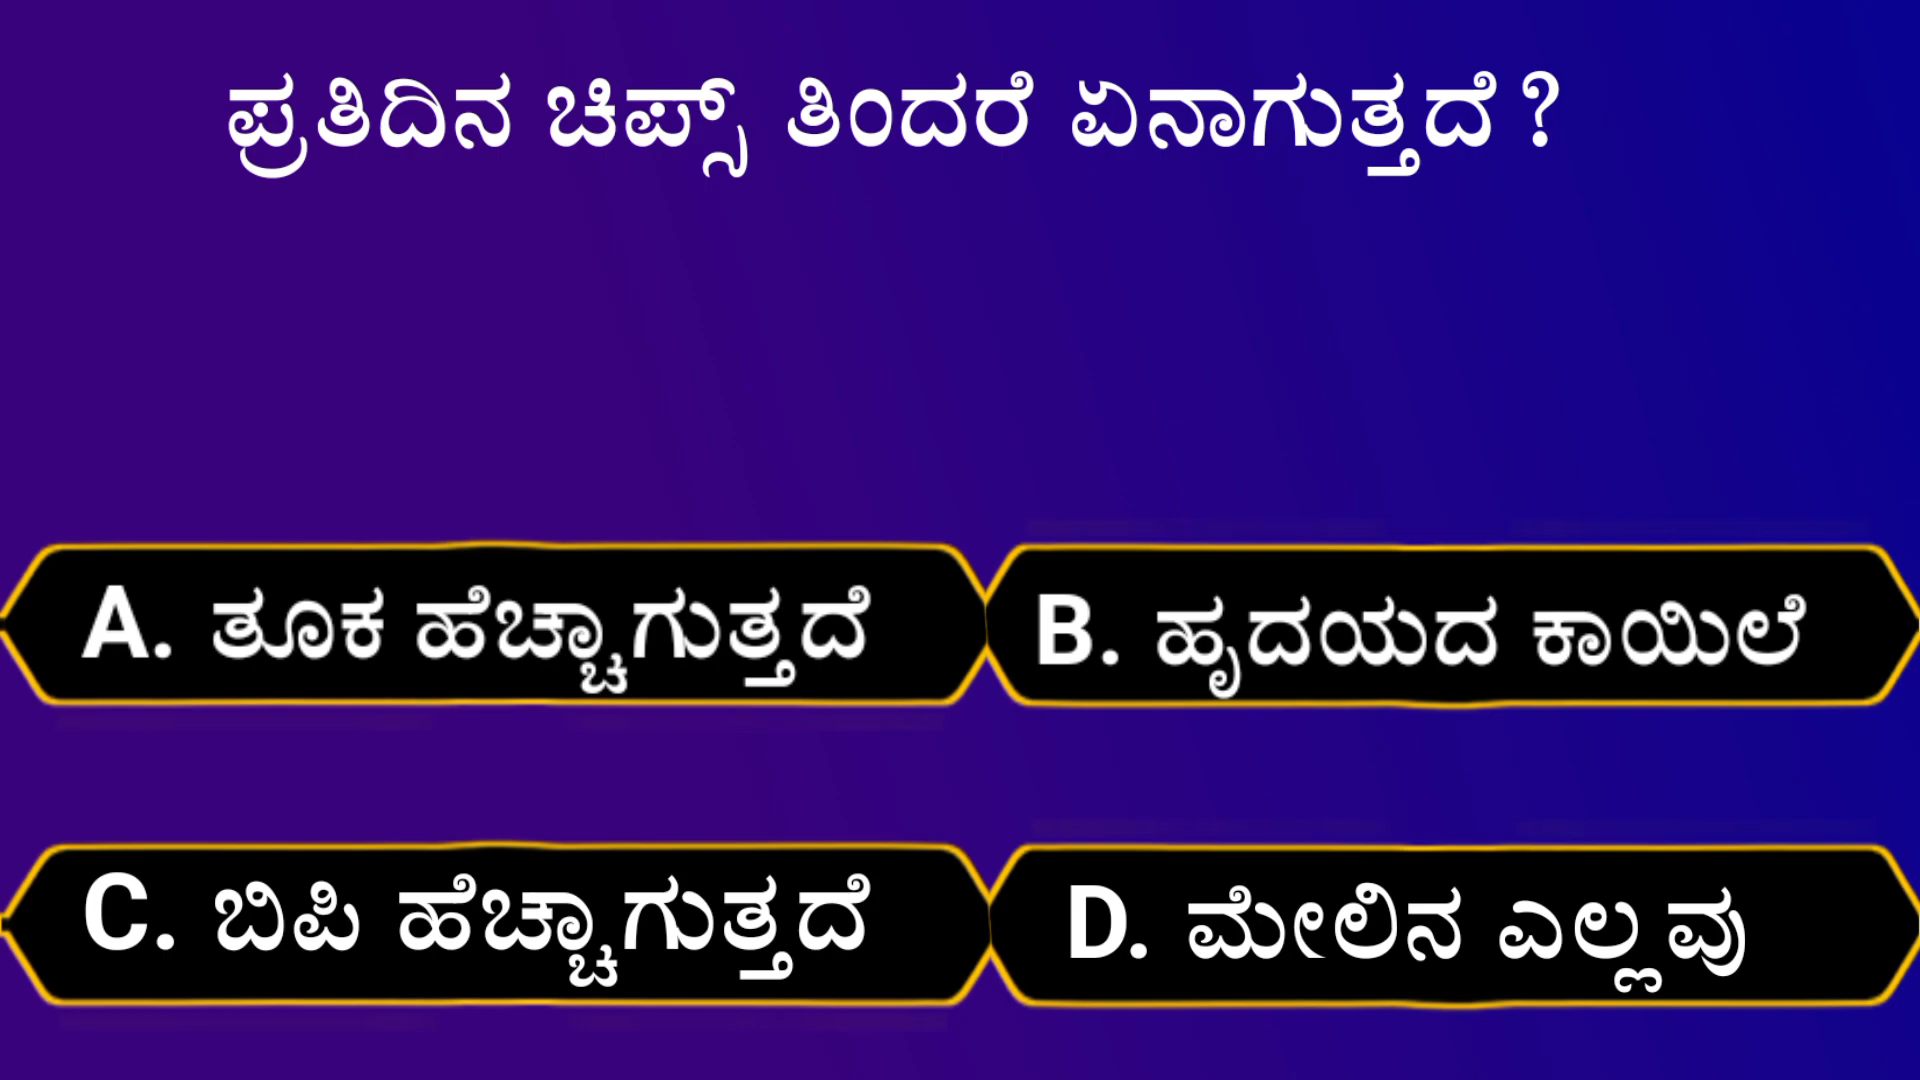 ಪ್ರತಿದಿನ ಚಿಪ್ಸ್ ತಿಂದರೆ ಏನಾಗುತ್ತದೆ ?
A. ತೂಕ ಹೆಚ್ಚಾಗುತ್ತದೆ
B. ಹೃದಯದ ಕಾಯಿಲೆ
C. ಬಿಪಿ ಹೆಚ್ಚಾಗುತ್ತದೆ
D. ಮೇಲಿನ ಎಲ್ಲವು